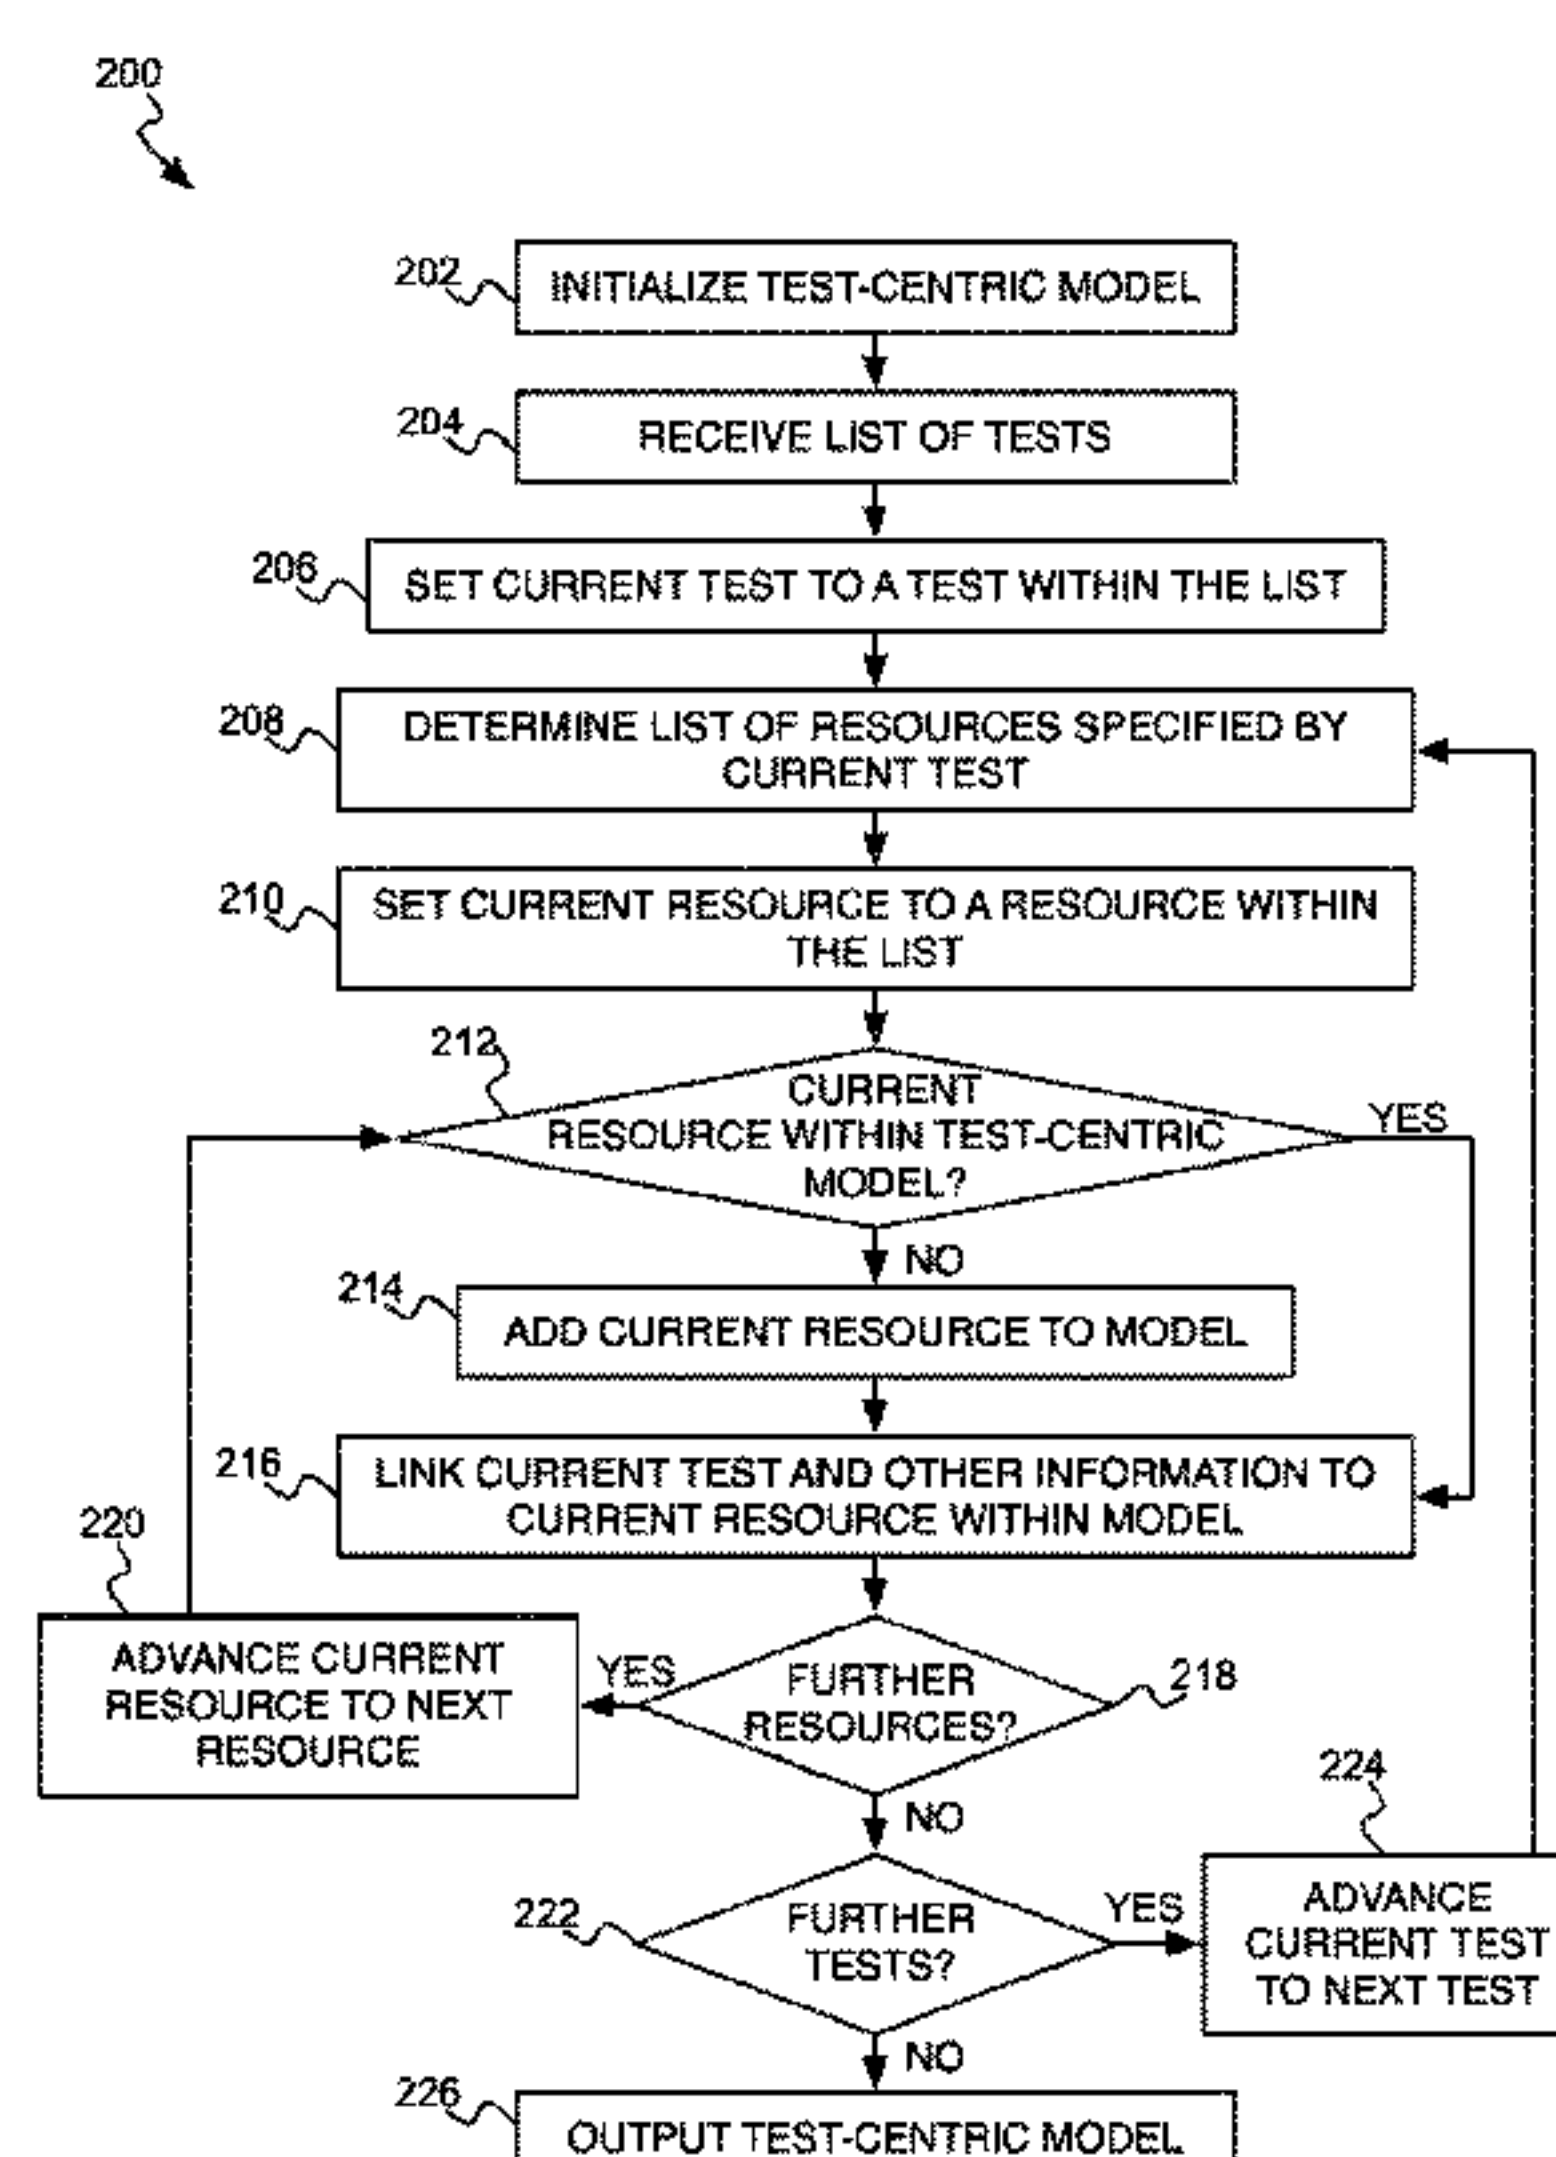 200
202
INITIALIZE TEST-CENTRIC MODEL
204
RECEIVE LIST OF TESTS
206
SET CURRENT TEST TO A TEST WITHIN THE LIST
208
DETERMINE LIST OF RESOURCES SPECIFIED BY
CURRENT TEST
210
SET CURRENT RESOURCE TO A RESOURCE WITHIN
THE LIST
212
CURRENT
RESOURCE WITHIN TEST-CENTRIC
MODEL?
YES
NO
214
ADD CURRENT RESOURCE TO MODEL
216
LINK CURRENT TEST AND OTHER INFORMATION TO
CURRENT RESOURCE WITHIN MODEL
220
ADVANCE CURRENT
RESOURCE TO NEXT
RESOURCE
YES
FURTHER
RESOURCES?
218
NO
224
222
FURTHER
TESTS?
YES
ADVANCE
CURRENT TEST
TO NEXT TEST
NO
226
OUTPUT TEST-CENTRIC MODEL